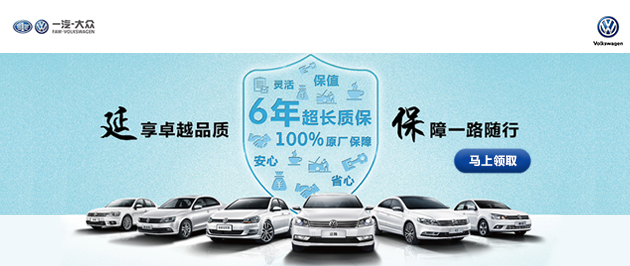 一汽-大众
FAW-VOLKSWAGEN
Volkswagen
灵活
保值
6年超长质保
100%原厂保障
安心
省心
延享卓越品质
保障一路随行
马上领取